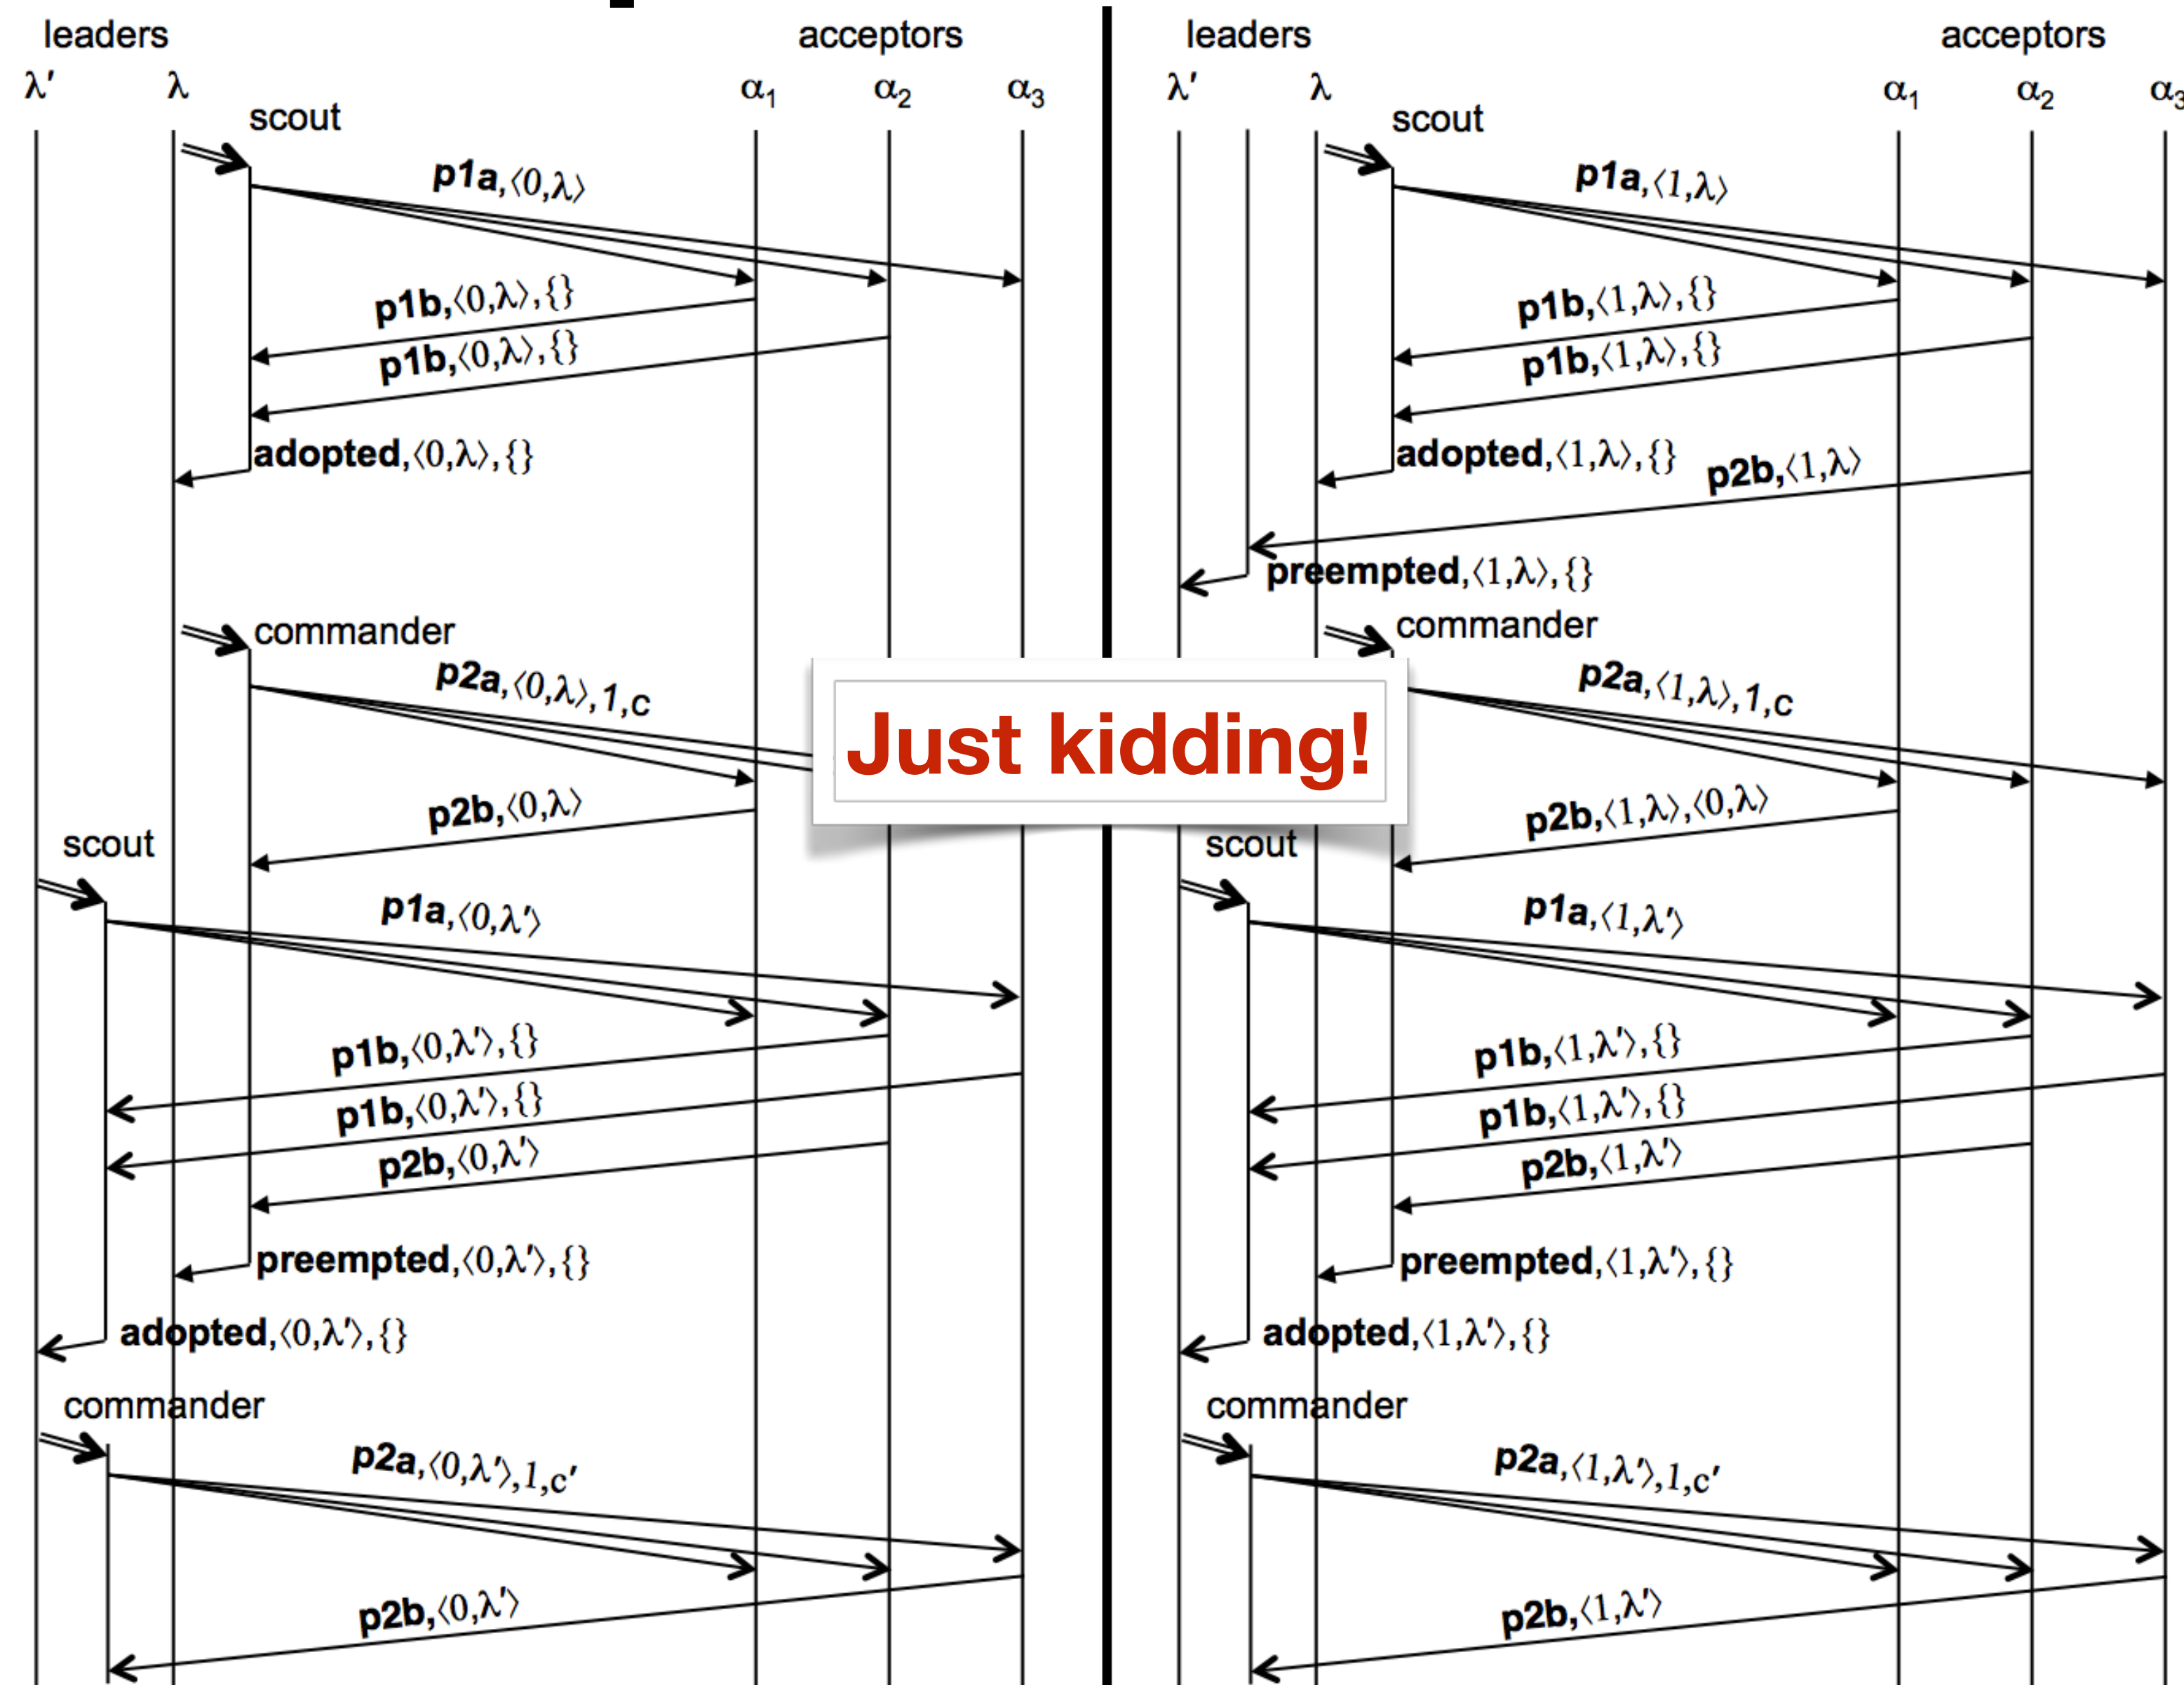 leaders
acceptors
λ′
λ
α1
α2
α3
scout
p1a,⟨0,λ⟩
p1b,⟨0,λ⟩,{}
p1b,⟨0,λ⟩,{}
adopted,⟨0,λ⟩,{}
commander
p2a,⟨0,λ⟩,1,c
p2b,⟨0,λ⟩
scout
p1a,⟨0,λ′⟩
p1b,⟨0,λ′⟩,{}
p1b,⟨0,λ′⟩,{}
p2b,⟨0,λ′⟩
preempted,⟨0,λ′⟩,{}
adopted,⟨0,λ′⟩,{}
commander
p2a,⟨0,λ′⟩,1,c′
p2b,⟨0,λ′⟩
Just kidding!
leaders
acceptors
λ′
λ
α1
α2
α3
scout
p1a,⟨1,λ⟩
p1b,⟨1,λ⟩,{}
p1b,⟨1,λ⟩,{}
adopted,⟨1,λ⟩,{}
p2b,⟨1,λ⟩
preempted,⟨1,λ⟩,{}
commander
p2a,⟨1,λ⟩,1,c
p2b,⟨1,λ⟩,⟨0,λ⟩
scout
p1a,⟨1,λ′⟩
p1b,⟨1,λ′⟩,{}
p1b,⟨1,λ′⟩,{}
p2b,⟨1,λ′⟩
preempted,⟨1,λ′⟩,{}
adopted,⟨1,λ′⟩,{}
commander
p2a,⟨1,λ′⟩,1,c′
p2b,⟨1,λ′⟩